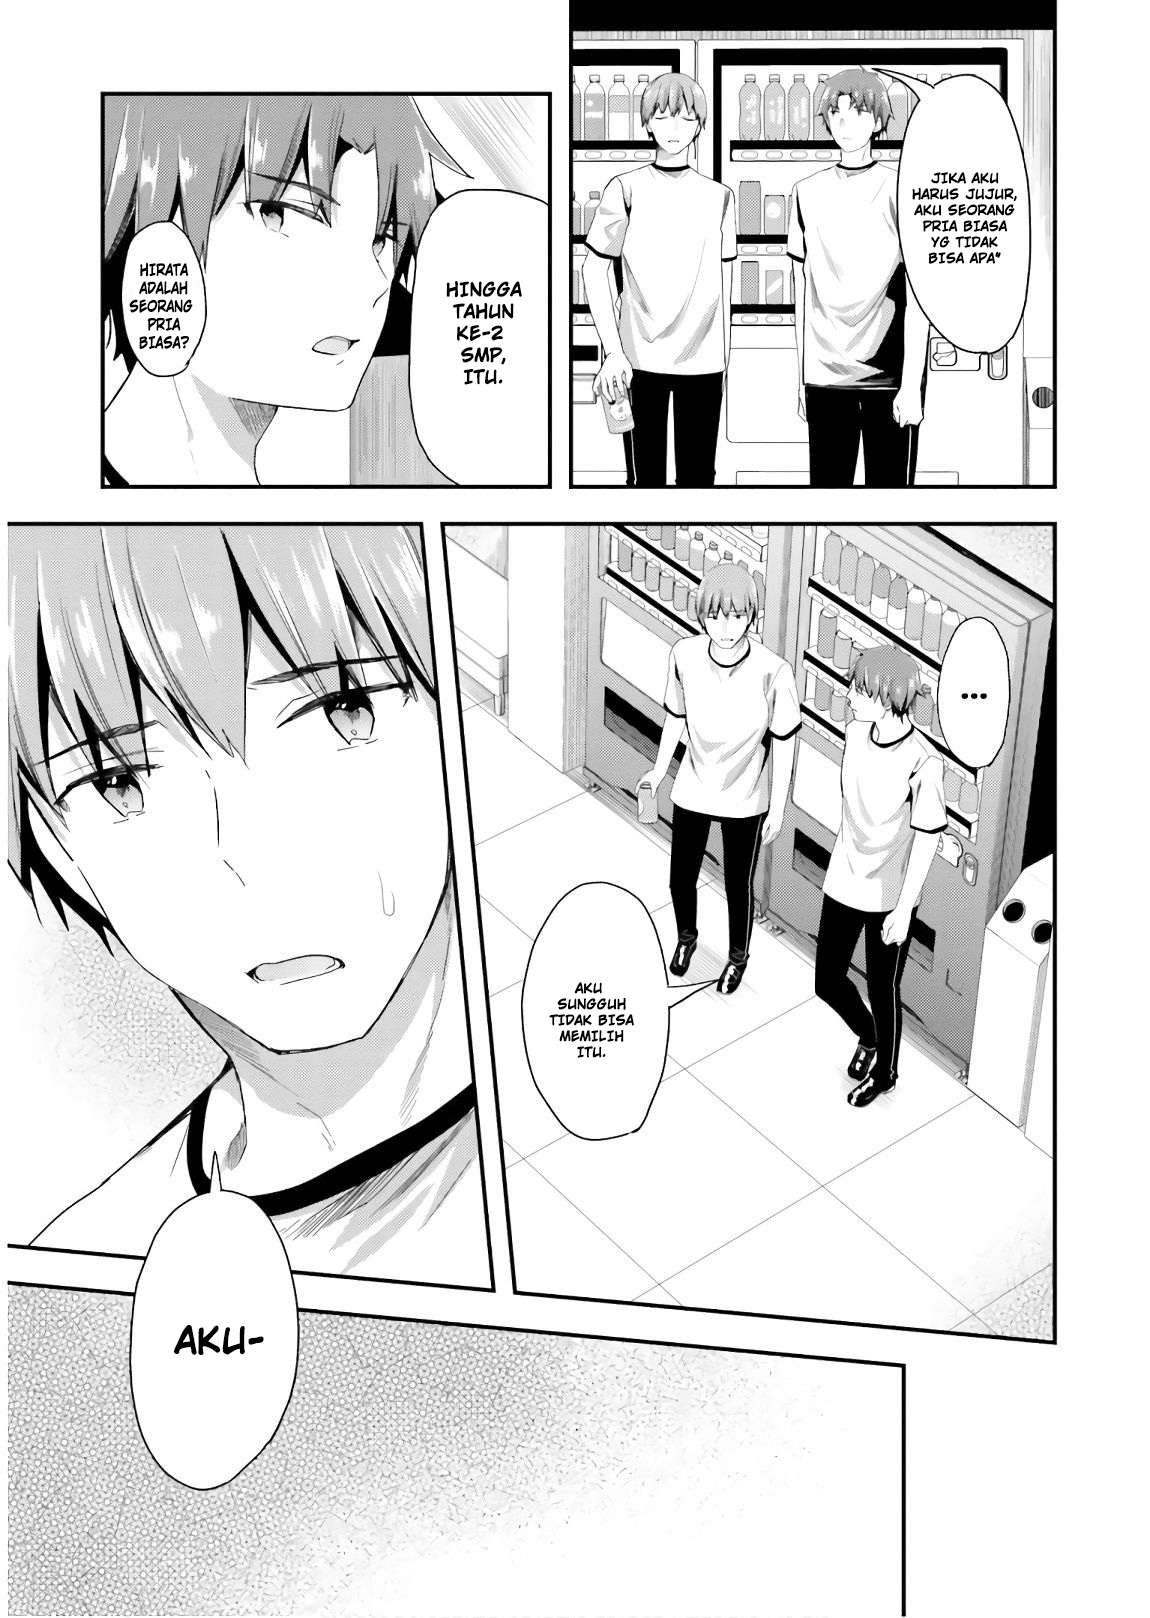 JIKA AKU
HARUS JUJUR,
AKU SEORANG
PRIA BIASA
YG TIDAK
BISA APA"
HINGGA
TAHUN
KE-2
SMP,
ITU.
HIRATA
ADALAH
SEORANG
PRIA
BIASA?
...
AKU
SUNGGUH
TIDAK BISA
MEMILIH
ITU.
AKU-